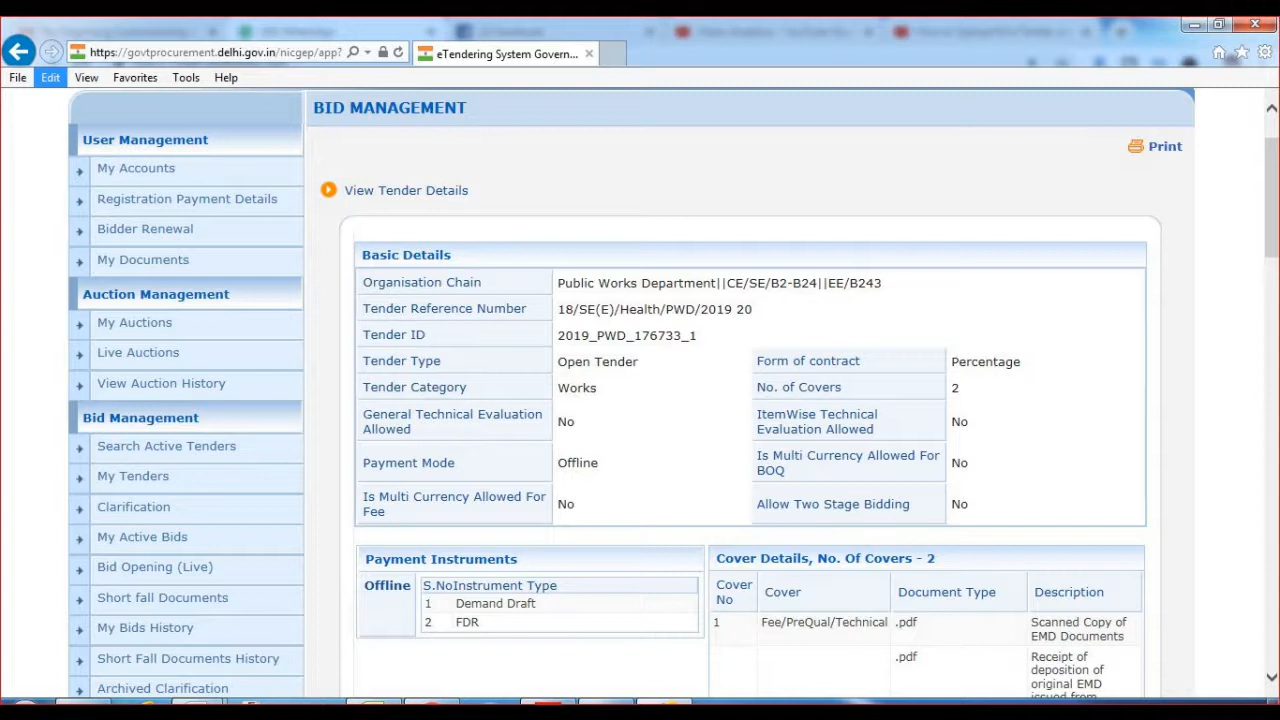 https://govtprocurement.delhi.gov.in/nicgep/app?
eTendering System Govern...
File Edit View Favorites Tools Help
BID MANAGEMENT
Print
User Management
My Accounts
Registration Payment Details
Bidder Renewal
My Documents
Auction Management
My Auctions
Live Auctions
View Auction History
Bid Management
Search Active Tenders
My Tenders
Clarification
My Active Bids
Bid Opening (Live)
Short fall Documents
My Bids History
Short Fall Documents History
Archived Clarification
View Tender Details
Basic Details
Organisation Chain Public Works Department||CE/SE/B2-B24||EE/B243
Tender Reference Number 18/SE(E)/Health/PWD/2019 20
Tender ID 2019_PWD_176733_1
Tender Type Open Tender Form of contract Percentage
Tender Category Works No. of Covers 2
General Technical Evaluation
Allowed No
ItemWise Technical
Evaluation Allowed No
Payment Mode Offline
Is Multi Currency Allowed For
BOQ No
Is Multi Currency Allowed For
Fee No
Allow Two Stage Bidding No
Payment Instruments
Offline S.No Instrument Type
1 Demand Draft
2 FDR
Cover Details, No. Of Covers - 2
Cover
No Cover Document Type Description
1 Fee/PreQual/Technical .pdf Scanned Copy of
EMD Documents
.pdf Receipt of
deposition of
original EMD
issued from